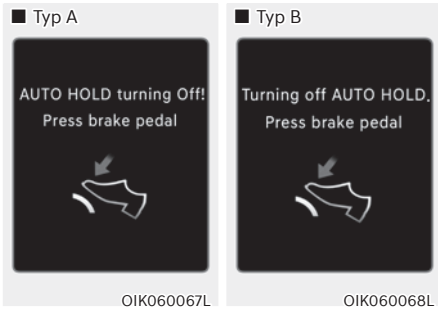 ■ Typ A
AUTO HOLD turning Off!
Press brake pedal
OIK060067L
■ Typ B
Turning off AUTO HOLD.
Press brake pedal
OIK060068L